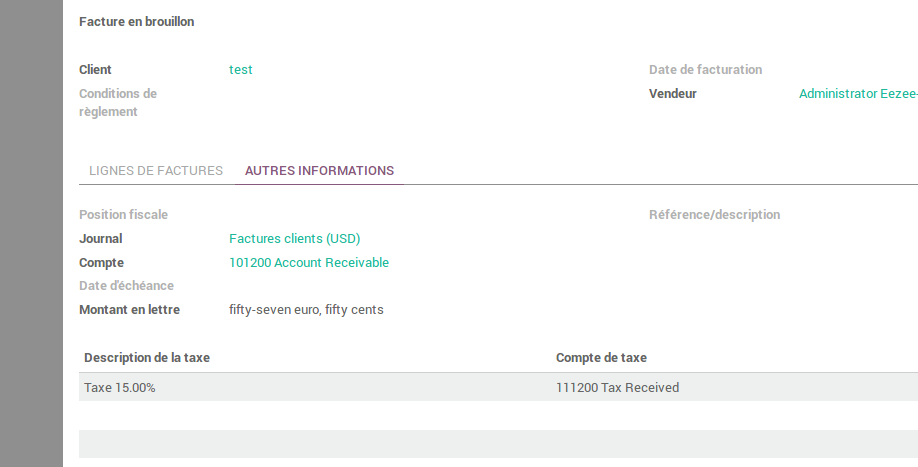 Facture en brouillon
Client test Date de facturation
Conditions de règlement Vendeur Administrator Eezee-
LIGNES DE FACTURES AUTRES INFORMATIONS
Position fiscale Référence/description
Journal Factures clients (USD)
Compte 101200 Account Receivable
Date d'échéance
Montant en lettre fifty-seven euro, fifty cents
Description de la taxe Compte de taxe
Taxe 15.00% 111200 Tax Received